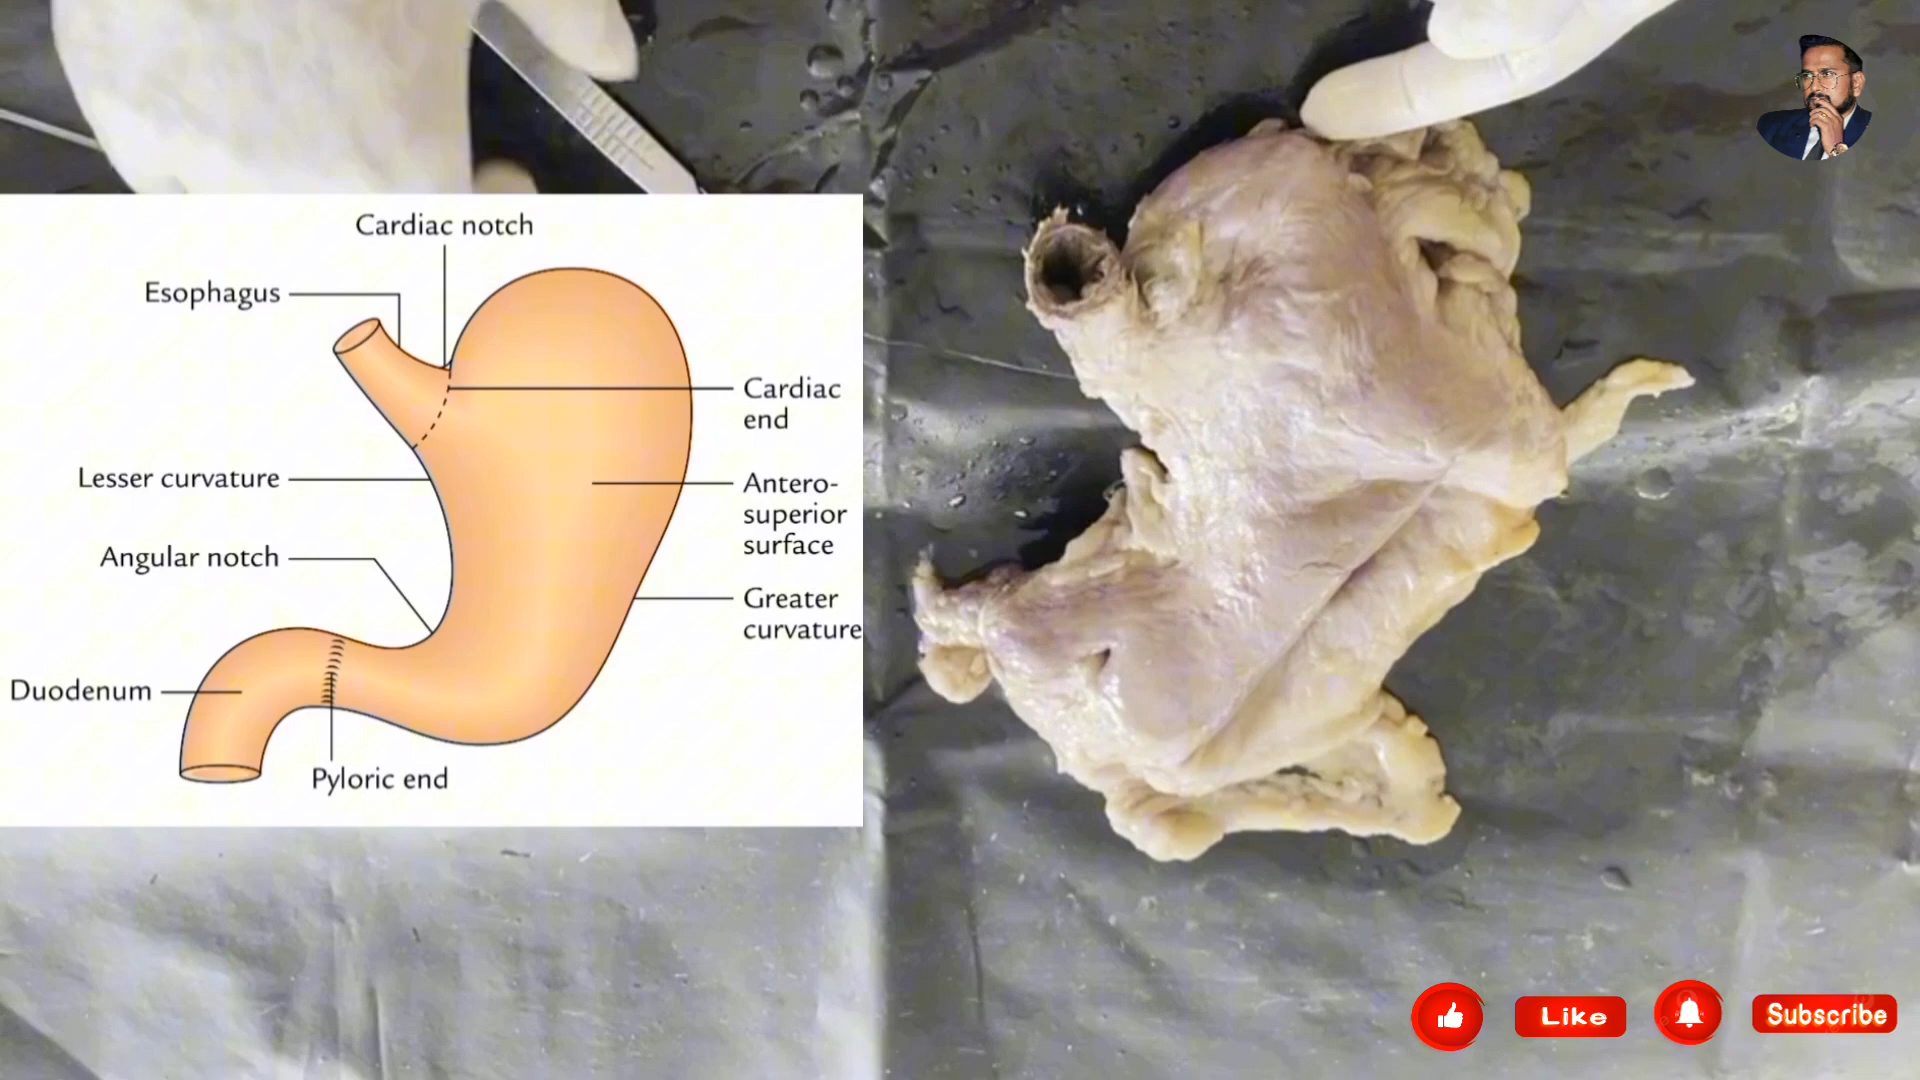 Cardiac notch
Esophagus
Cardiac
end
Lesser curvature
Antero-
superior
surface
Angular notch
Greater
curvature
Duodenum
Pyloric end
Like
Subscribe